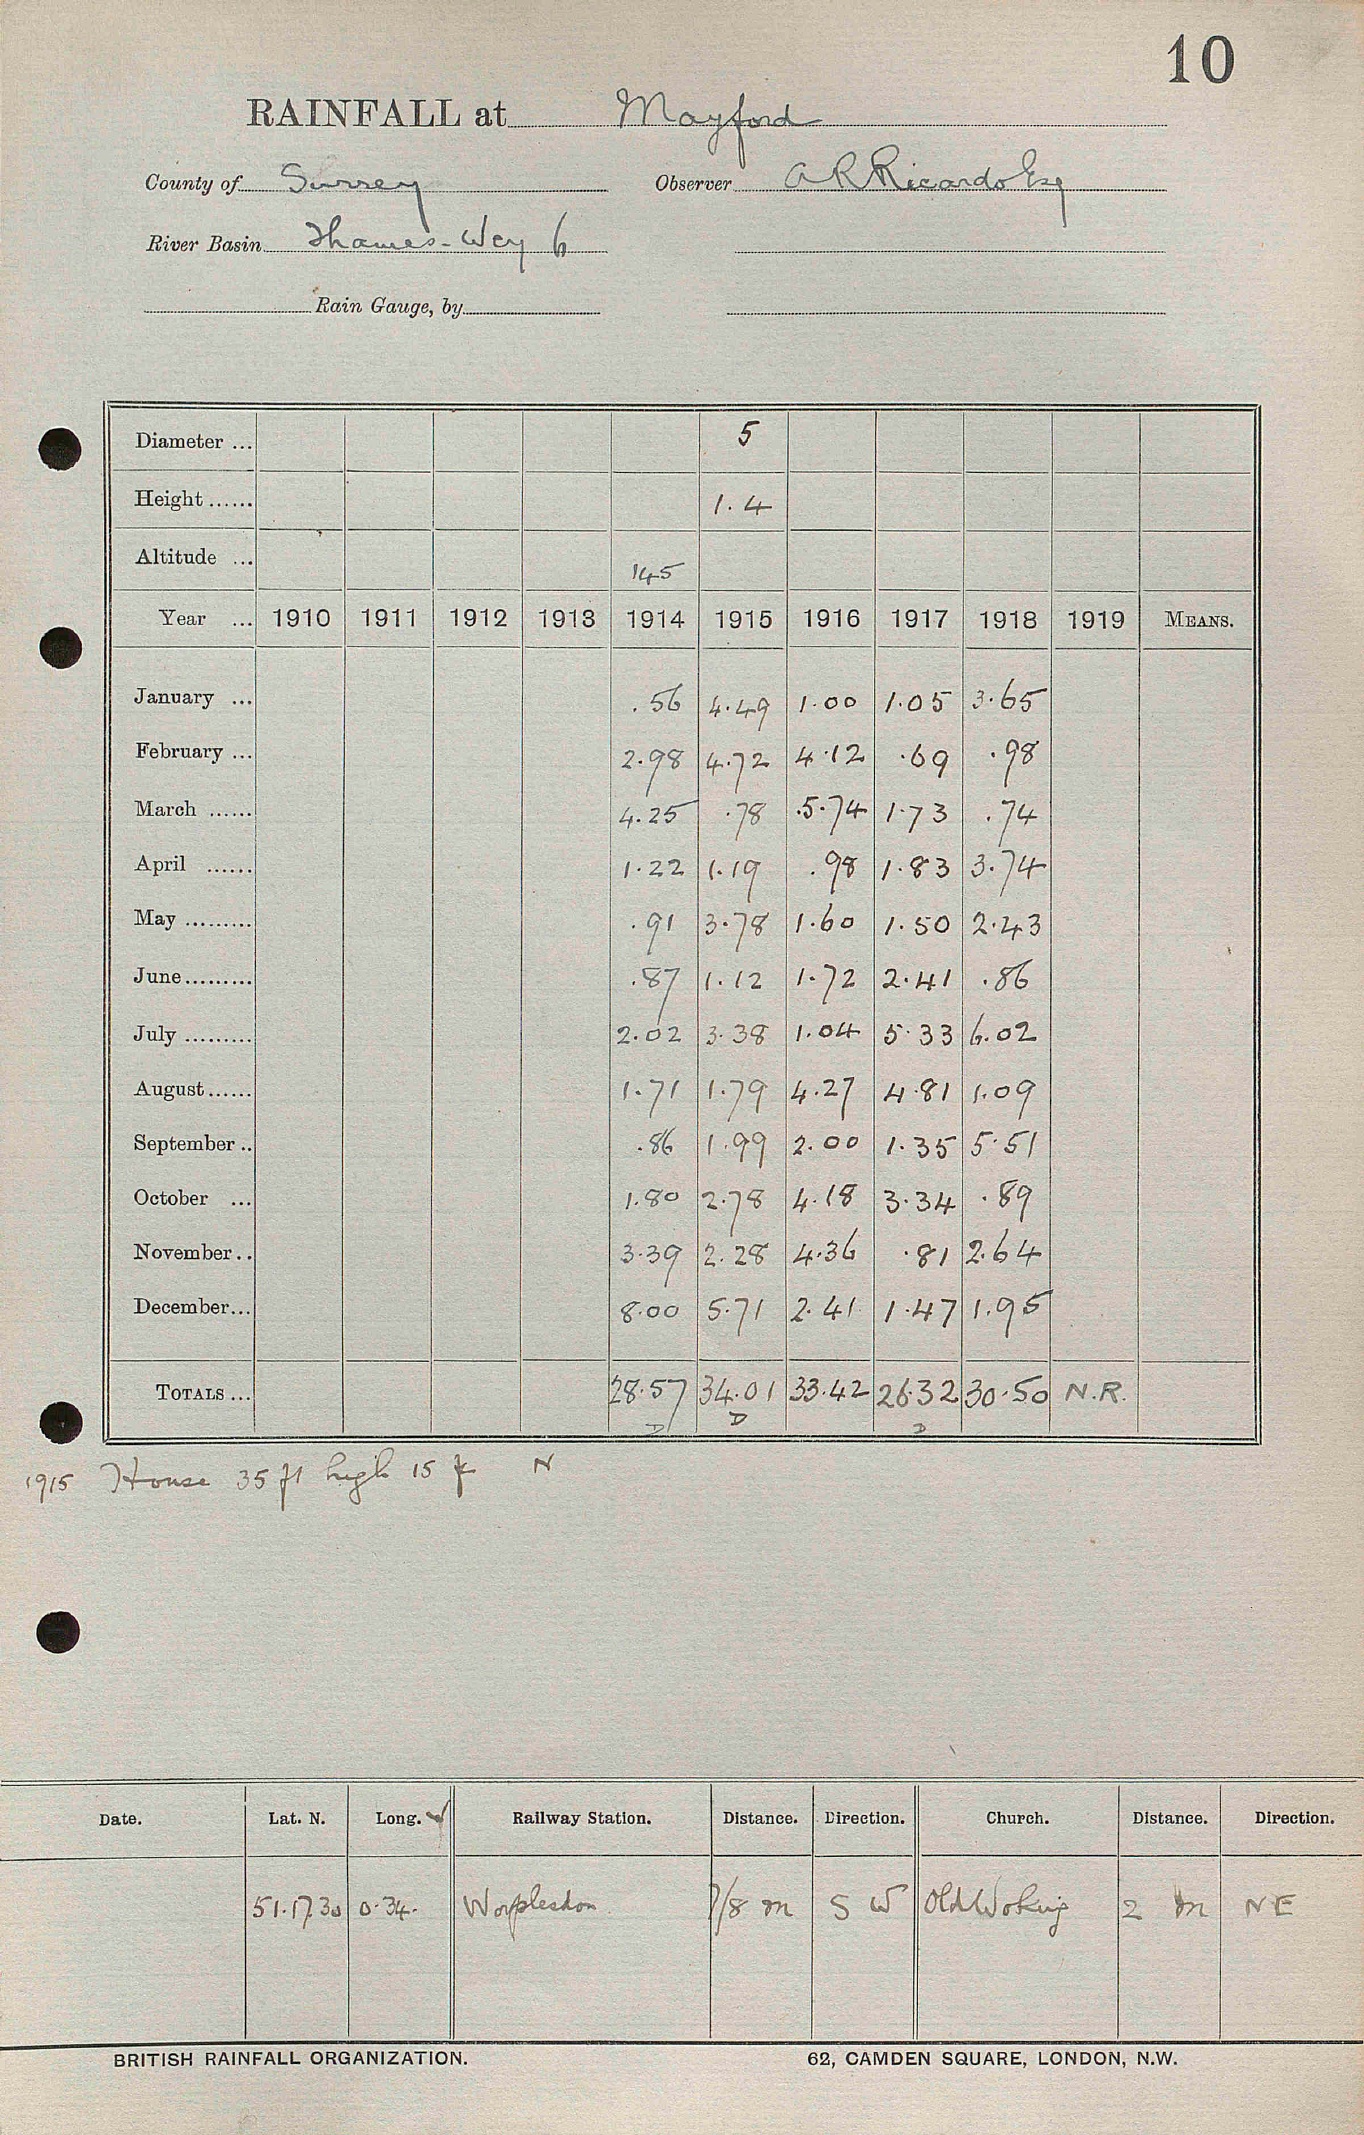 10
RAINFALL at Mayford
County of Surrey Observer A R Ricardo Esq
River Basin Thames-Wey 6
Rain Gauge, by
Diameter ... 5
Height ...... 1.4
Altitude ... 145
Year ... 1910 1911 1912 1913 1914 1915 1916 1917 1918 1919 MEANS.
January ... .56 4.49 1.00 1.05 3.65
February ... 2.98 4.72 4.12 .69 .98
March ...... 4.25 .78 5.74 1.73 .74
April ...... 1.22 1.19 .98 1.83 3.74
May ......... .91 3.78 1.60 1.50 2.43
June ......... .87 1.12 1.72 2.41 .86
July ......... 2.02 3.38 1.04 5.33 6.02
August ...... 1.71 1.79 4.27 4.81 1.09
September .. .86 1.99 2.00 1.35 5.51
October ... 1.80 2.78 4.18 3.34 .89
November .. 3.39 2.28 4.36 .81 2.64
December ... 8.00 5.71 2.41 1.47 1.95
TOTALS ... 28.57 34.01 33.42 26.32 30.50 N.R.
D D D
1915 House 35 ft high 15 ft N
Date. Lat. N. Long. Railway Station. Distance. Direction. Church. Distance. Direction.
51.17.30 0.34. Worplesdon 7/8 m S W Old Woking 2 m N E
BRITISH RAINFALL ORGANIZATION. 62, CAMDEN SQUARE, LONDON, N.W.